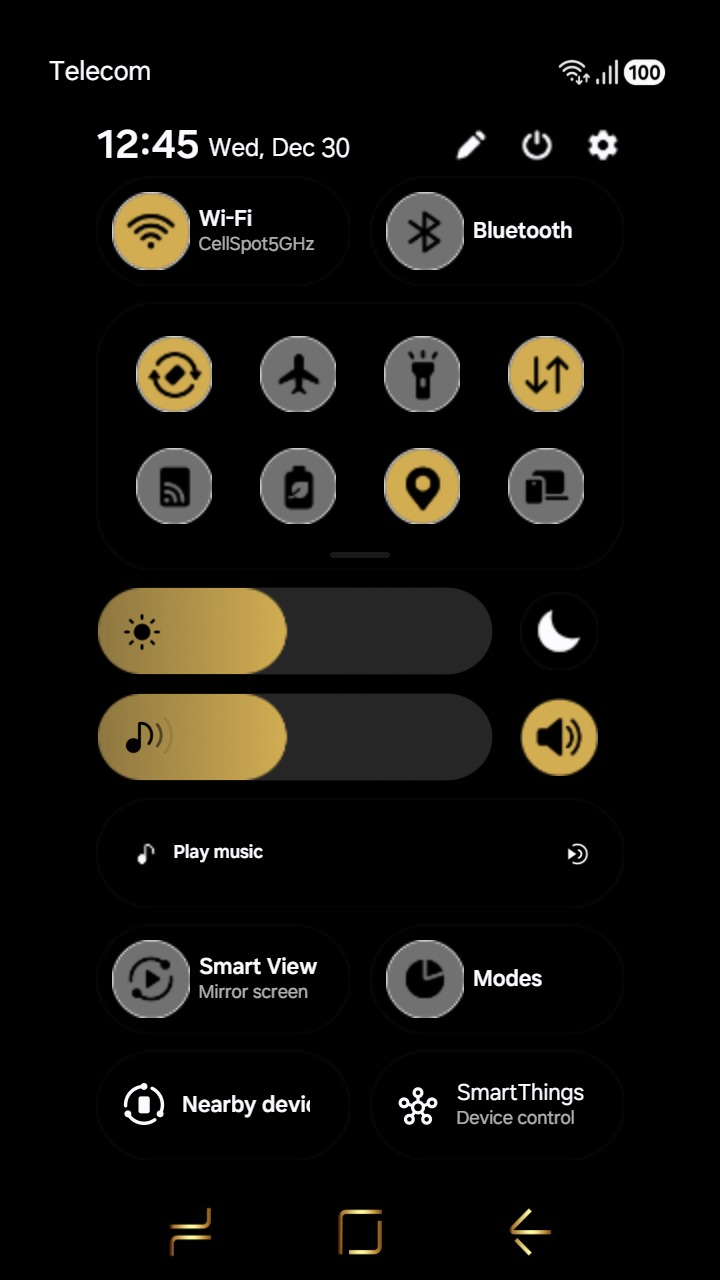 Telecom
100
12:45 Wed, Dec 30
Wi-Fi
CellSpot5GHz
Bluetooth
Play music
Smart View
Mirror screen
Modes
Nearby devi
SmartThings
Device control